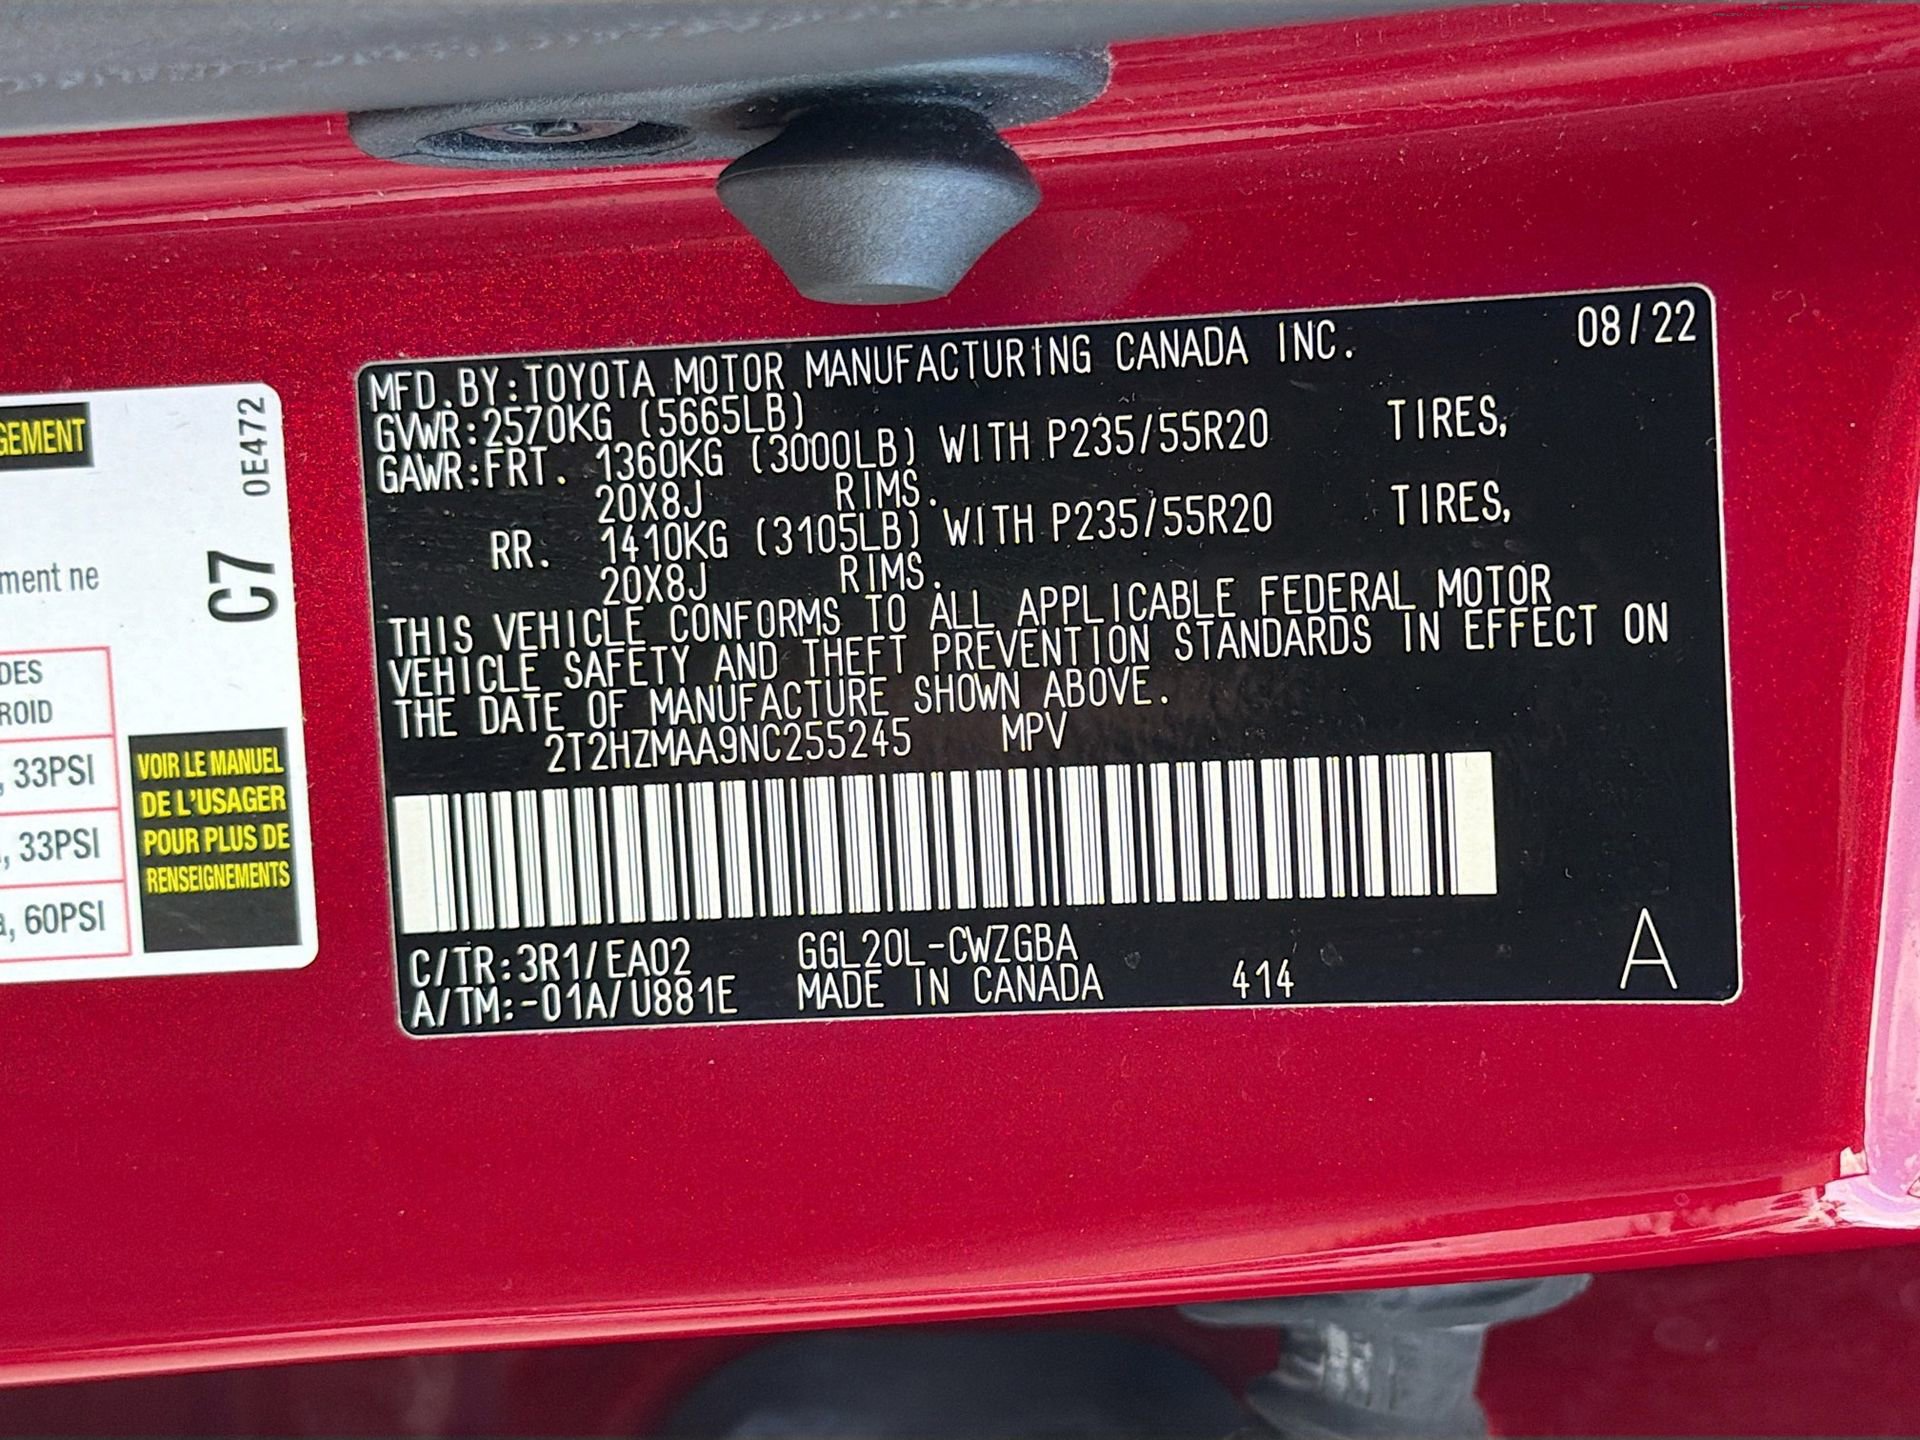 GEMENT
0E472
ment ne
C7
DES
ROID
, 33PSI
, 33PSI
a, 60PSI
VOIR LE MANUEL
DE L'USAGER
POUR PLUS DE
RENSEIGNEMENTS
MFD.BY:TOYOTA MOTOR MANUFACTURING CANADA INC. 08/22
GVWR:2570KG (5665LB)
GAWR:FRT. 1360KG (3000LB) WITH P235/55R20 TIRES,
20X8J RIMS.
RR. 1410KG (3105LB) WITH P235/55R20 TIRES,
20X8J RIMS.
THIS VEHICLE CONFORMS TO ALL APPLICABLE FEDERAL MOTOR
VEHICLE SAFETY AND THEFT PREVENTION STANDARDS IN EFFECT ON
THE DATE OF MANUFACTURE SHOWN ABOVE.
2T2HZMAA9NC255245 MPV
C/TR:3R1/EA02 GGL20L-CWZGBA
A/TM:-01A/U881E MADE IN CANADA 414 A